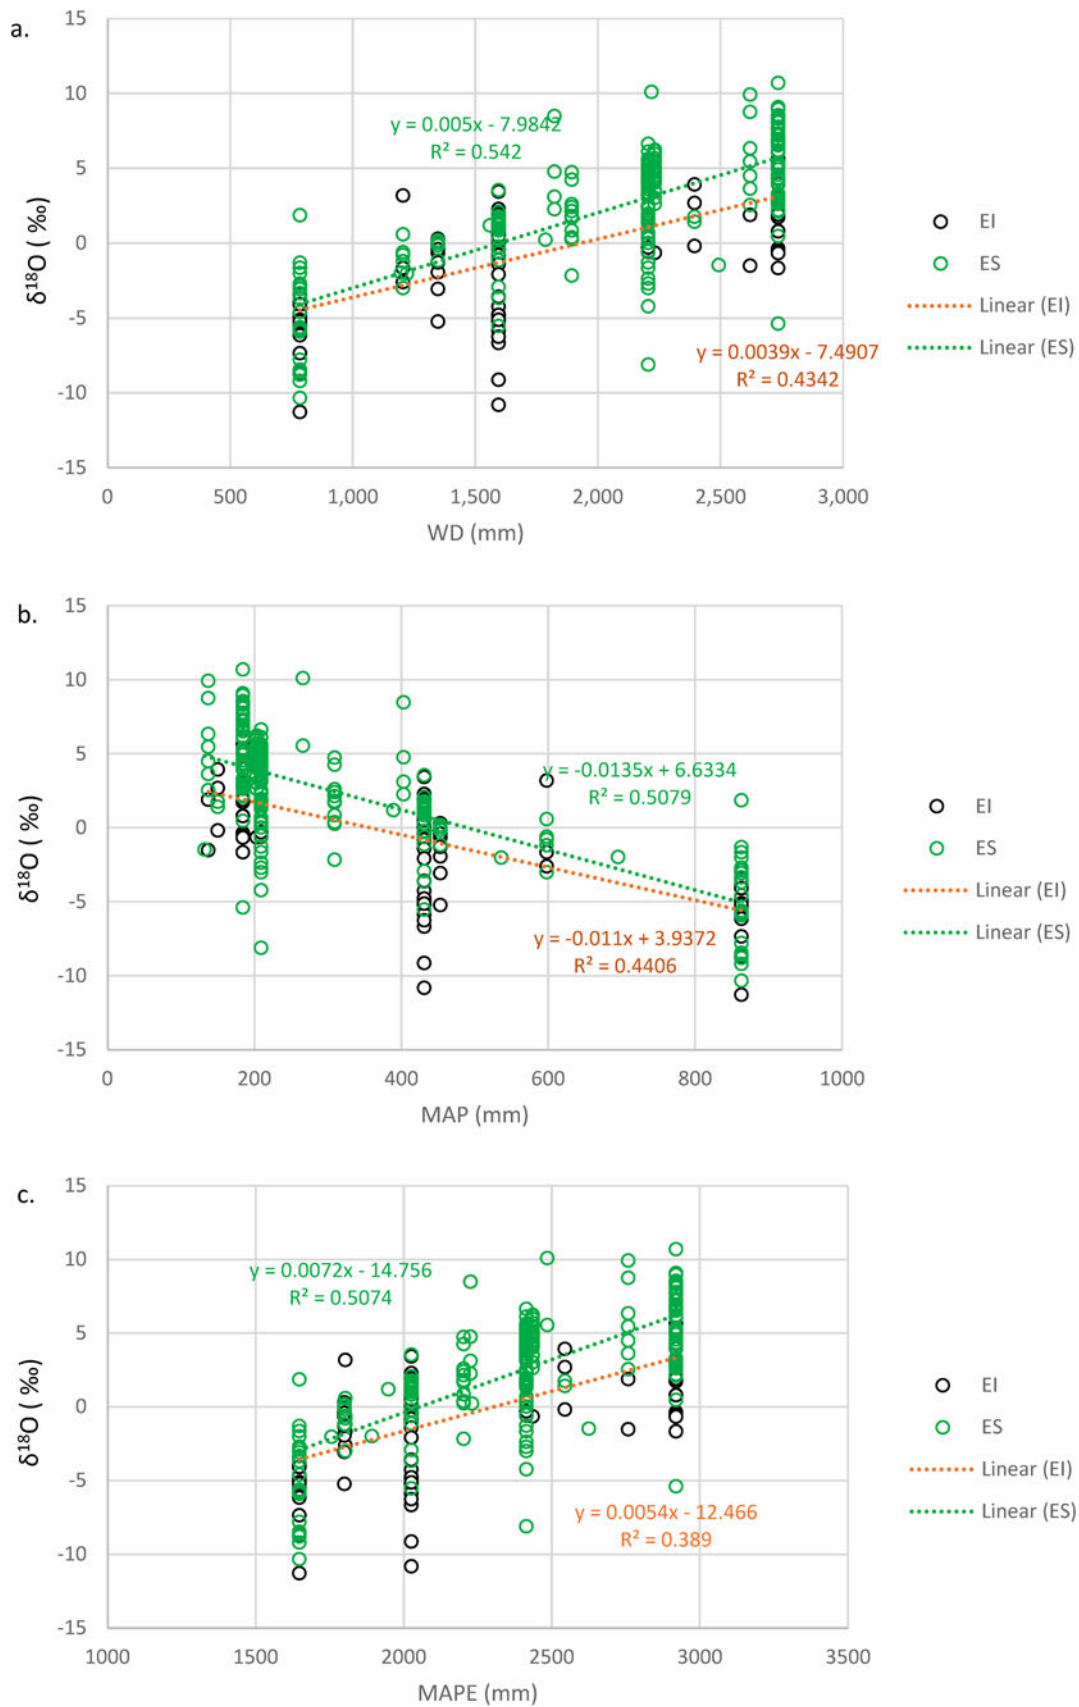 a.
15
10
5
0
-5
-10
-15
δ¹⁸O ( ‰)
y = 0.005x - 7.9842
R² = 0.542
y = 0.0039x - 7.4907
R² = 0.4342
0 500 1,000 1,500 2,000 2,500 3,000
WD (mm)
EI
ES
Linear (EI)
Linear (ES)
b.
15
10
5
0
-5
-10
-15
δ¹⁸O ( ‰)
y = -0.0135x + 6.6334
R² = 0.5079
y = -0.011x + 3.9372
R² = 0.4406
0 200 400 600 800 1000
MAP (mm)
EI
ES
Linear (EI)
Linear (ES)
c.
15
10
5
0
-5
-10
-15
δ¹⁸O ( ‰)
y = 0.0072x - 14.756
R² = 0.5074
y = 0.0054x - 12.466
R² = 0.389
1000 1500 2000 2500 3000 3500
MAPE (mm)
EI
ES
Linear (EI)
Linear (ES)